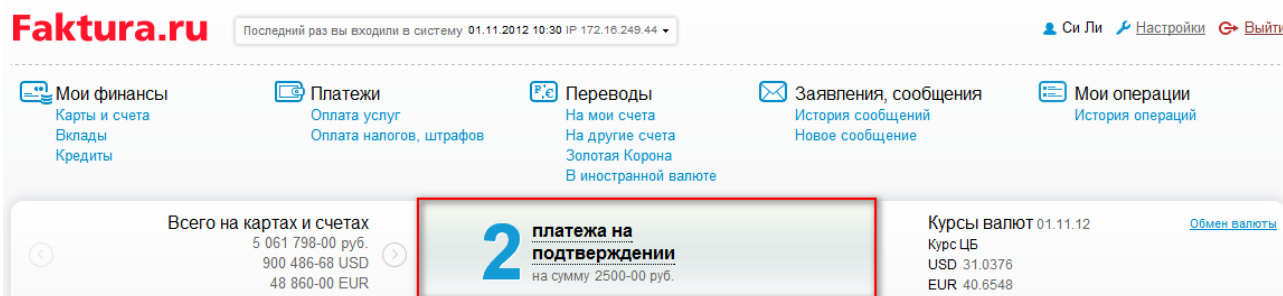 Faktura.ru
Последний раз вы входили в систему 01.11.2012 10:30 IP 172.16.249.44
Си Ли Настройки Выйти
Мои финансы
Карты и счета
Вклады
Кредиты
Платежи
Оплата услуг
Оплата налогов, штрафов
Переводы
На мои счета
На другие счета
Золотая Корона
В иностранной валюте
Заявления, сообщения
История сообщений
Новое сообщение
Мои операции
История операций
Всего на картах и счетах
5 061 798-00 руб.
900 486-68 USD
48 860-00 EUR
2 платежа на
подтверждении
на сумму 2500-00 руб.
Курсы валют 01.11.12 Обмен валюты
Курс ЦБ
USD 31.0376
EUR 40.6548